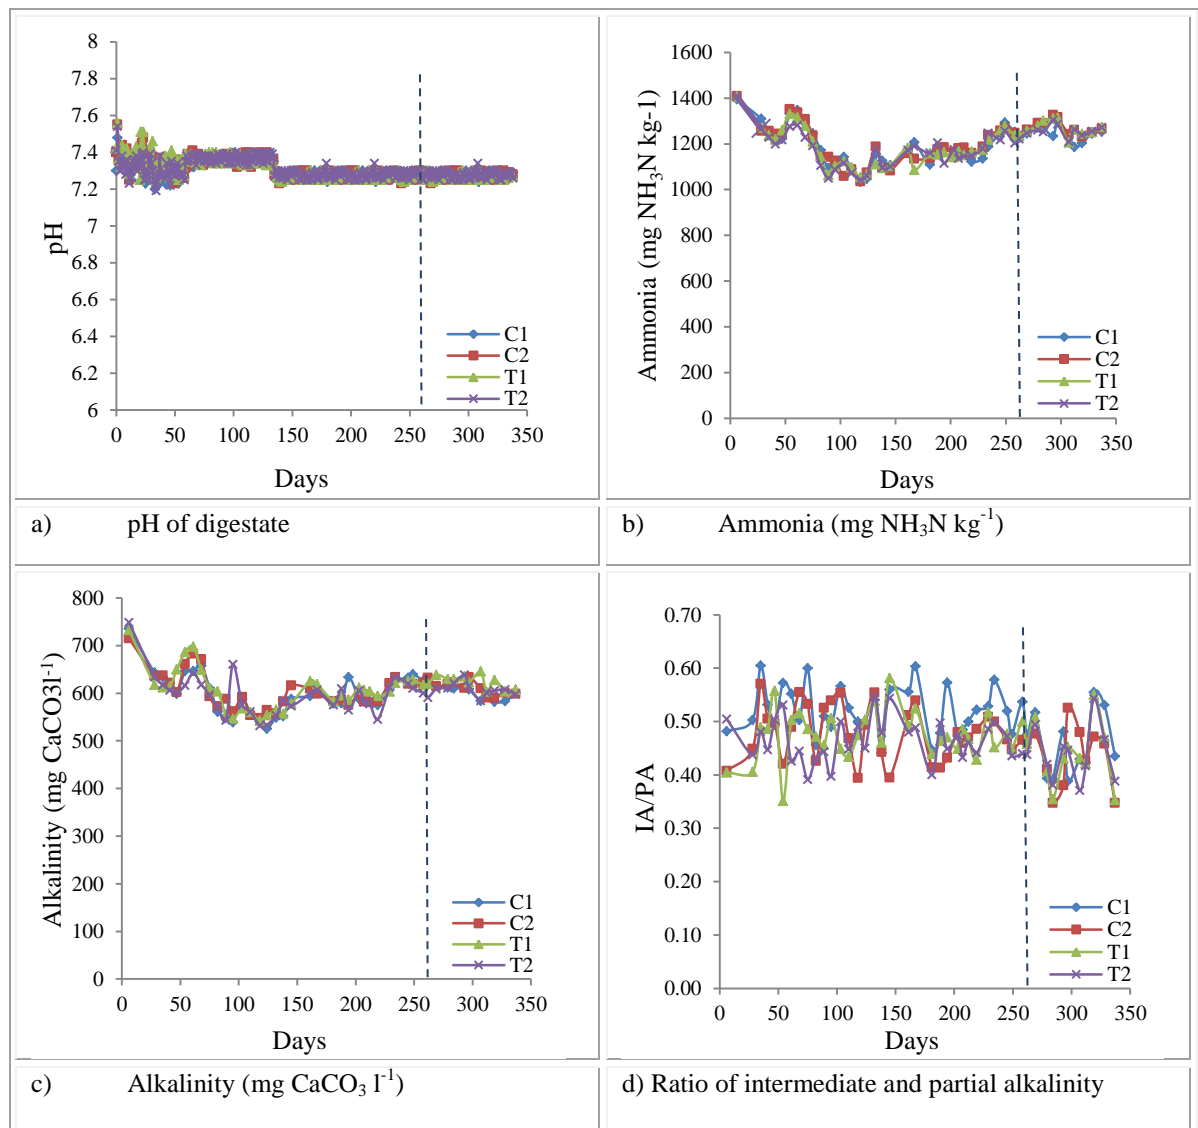 8
7.8
7.6
7.4
7.2
7
6.8
6.6
6.4
6.2
6
pH
0 50 100 150 200 250 300 350
Days
C1
C2
T1
T2
a) pH of digestate
1600
1400
1200
1000
800
600
400
200
0
Ammonia (mg NH₃N kg-1)
0 50 100 150 200 250 300 350
Days
C1
C2
T1
T2
b) Ammonia (mg NH₃N kg⁻¹)
800
700
600
500
400
300
200
100
0
Alkalinity (mg CaCO3l⁻¹)
0 50 100 150 200 250 300 350
Days
C1
C2
T1
T2
c) Alkalinity (mg CaCO₃ l⁻¹)
0.70
0.60
0.50
0.40
0.30
0.20
0.10
0.00
IA/PA
0 50 100 150 200 250 300 350
Days
C1
C2
T1
T2
d) Ratio of intermediate and partial alkalinity